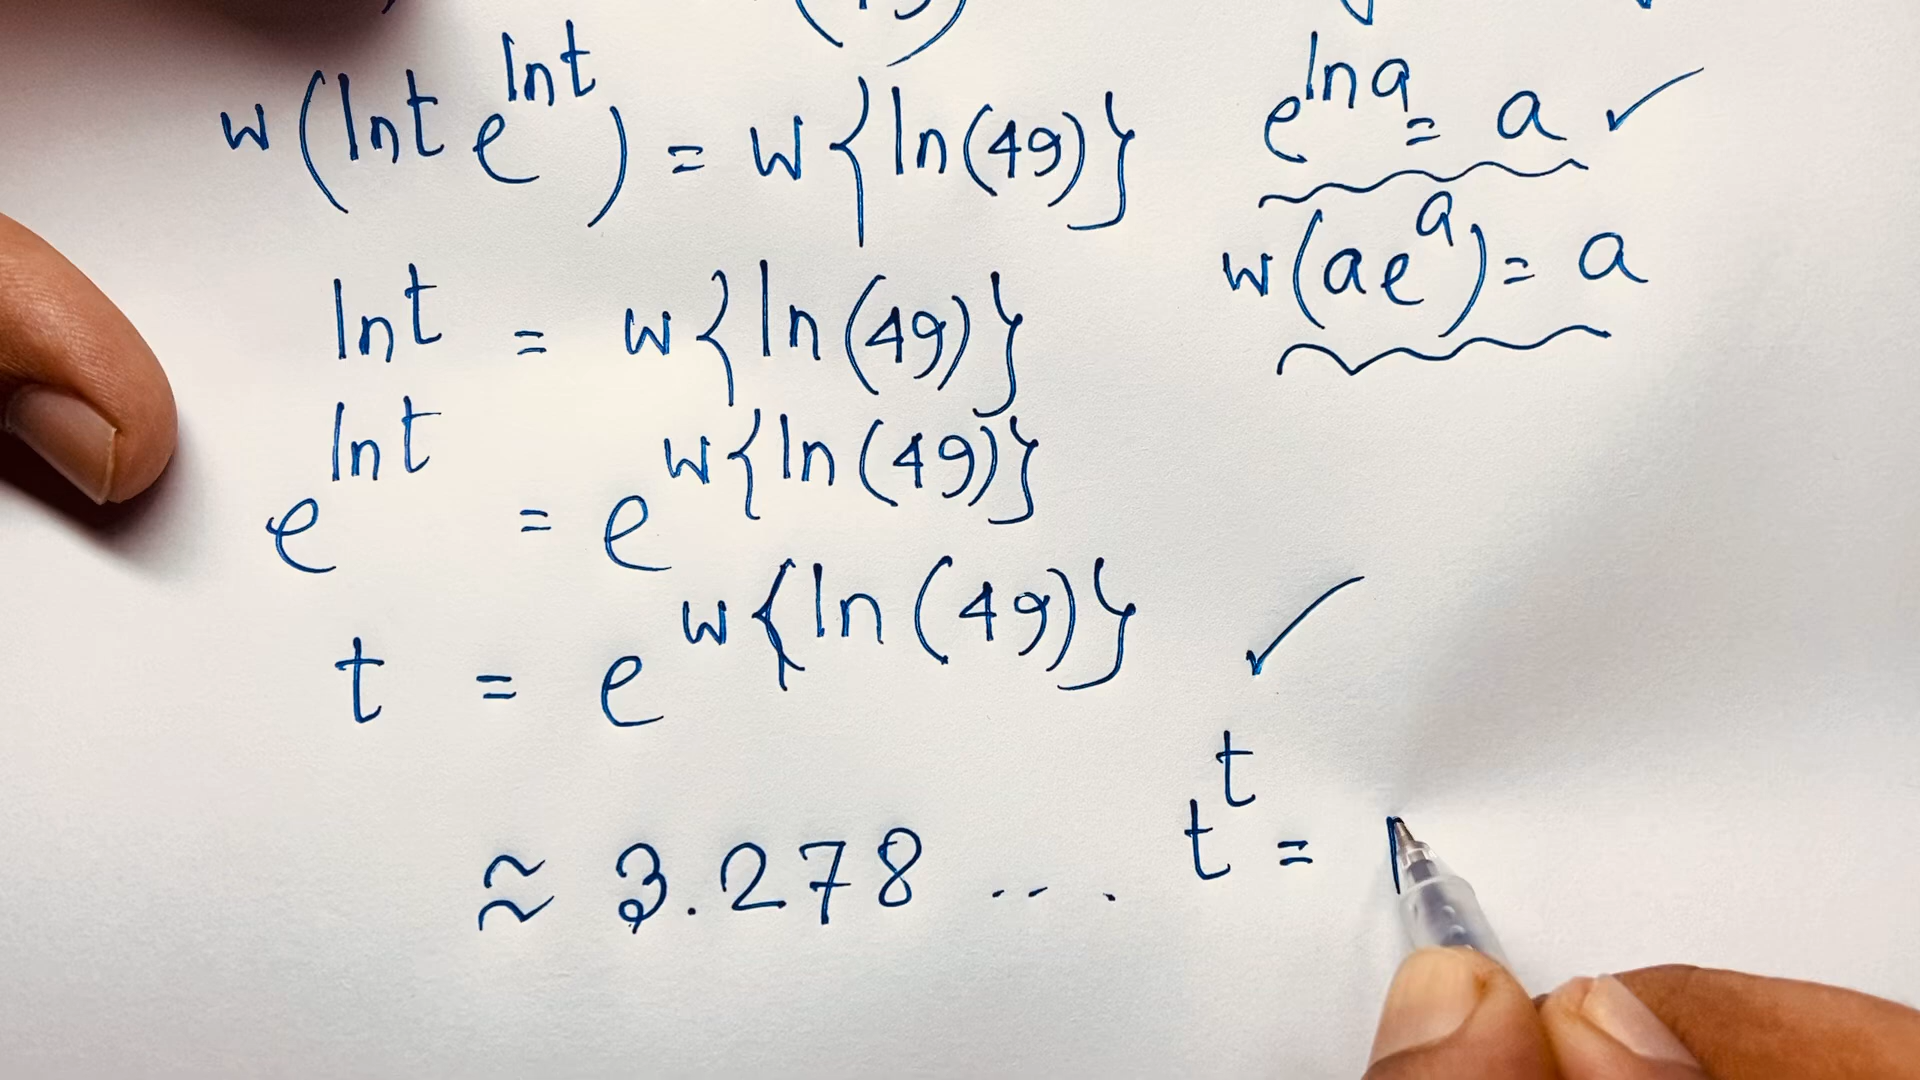 w(lnt e^lnt) = W{ln(49)}
e^lna = a ✓
w(ae^a) = a
lnt = w{ln(49)}
e^lnt = e^W{ln(49)}
t = e^w{ln(49)} ✓
t^t =
≈ 3.278 ....